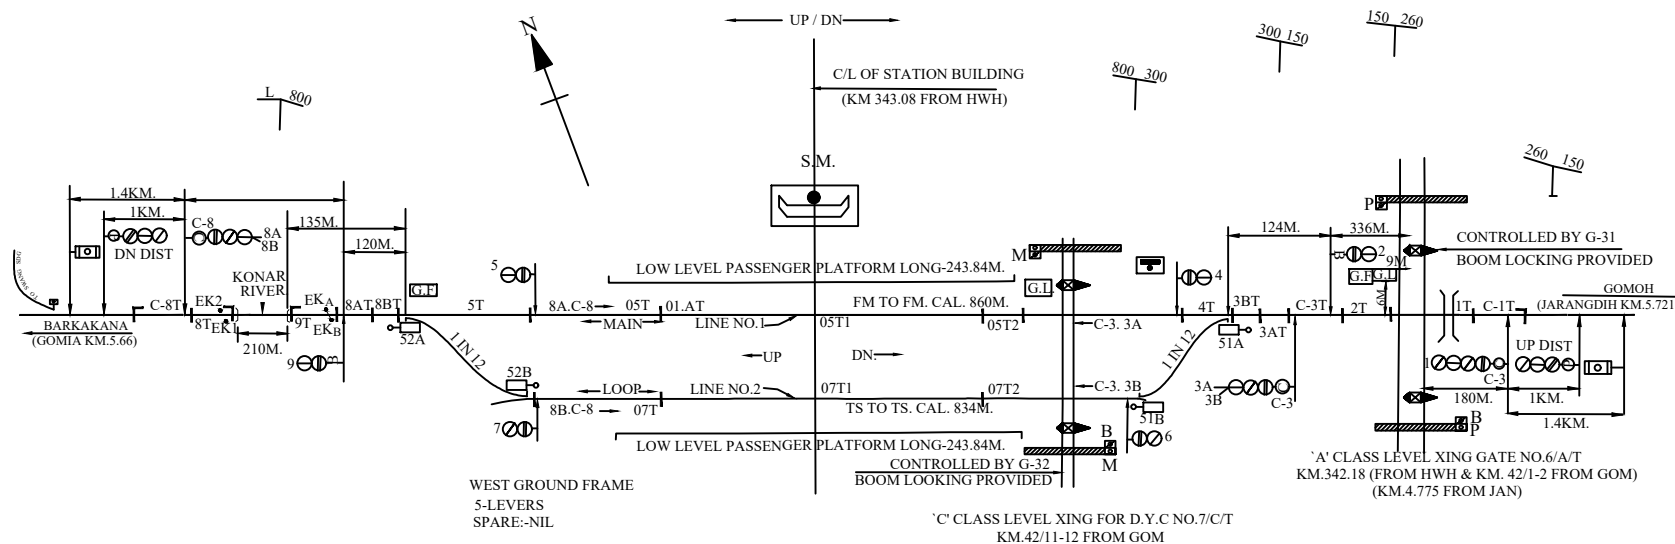 UP / DN
N
150 260
300 150
800 300
L 800
260 150
C/L OF STATION BUILDING
(KM 343.08 FROM HWH)
S.M.
1.4KM.
1KM.
C-8
8A
8B
DN DIST
135M.
120M.
KONAR
RIVER
C-8T
EK2
8T
EK1
210M.
9T
EKA
EKB
9
B
8AT
8BT
G.F
5T
5
52A
52B
1 IN 12
BARKAKANA
(GOMIA KM.5.66)
LOW LEVEL PASSENGER PLATFORM LONG-243.84M.
8A.C-8
05T
01.AT
MAIN
LINE NO.1
05T1
FM TO FM. CAL. 860M.
05T2
UP
DN.
LOOP
LINE NO.2
07T1
07T2
8B.C-8
07T
7
TS TO TS. CAL. 834M.
LOW LEVEL PASSENGER PLATFORM LONG-243.84M.
M
G.L
C-3. 3A
C-3. 3B
B
M
4
4T
3BT
3AT
C-3T
51A
51B
1 IN 12
6
3A
3B
C-3
124M.
336M.
P
B
2
9M
G.F
G.L
6M
2T
CONTROLLED BY G-31
BOOM LOCKING PROVIDED
1T
C-1T
GOMOH
(JARANGDIH KM.5.721
UP DIST
1
C-3
180M.
1KM.
1.4KM.
B
P
CONTROLLED BY G-32
BOOM LOOKING PROVIDED
WEST GROUND FRAME
5-LEVERS
SPARE:-NIL
`C' CLASS LEVEL XING FOR D.Y.C NO.7/C/T
KM.42/11-12 FROM GOM
`A' CLASS LEVEL XING GATE NO.6/A/T
KM.342.18 (FROM HWH & KM. 42/1-2 FROM GOM)
(KM.4.775 FROM JAN)